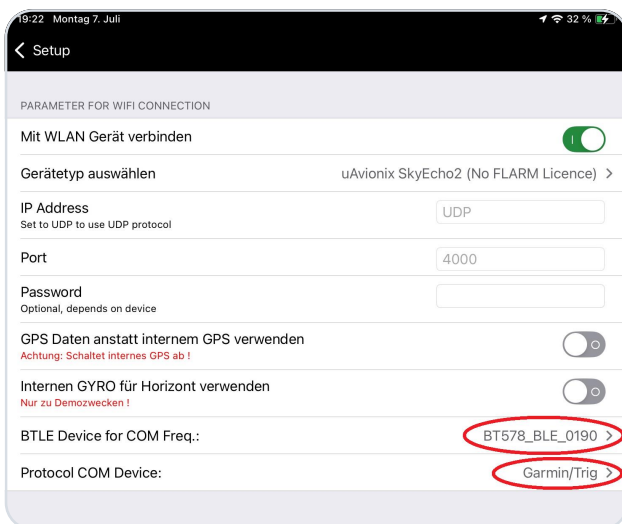 19:22 Montag 7. Juli
32 %
Setup
PARAMETER FOR WIFI CONNECTION
Mit WLAN Gerät verbinden
Gerätetyp auswählen uAvionix SkyEcho2 (No FLARM Licence)
IP Address UDP
Set to UDP to use UDP protocol
Port 4000
Password
Optional, depends on device
GPS Daten anstatt internem GPS verwenden
Achtung: Schaltet internes GPS ab !
Internen GYRO für Horizont verwenden
Nur zu Demozwecken !
BTLE Device for COM Freq.: BT578_BLE_0190
Protocol COM Device: Garmin/Trig